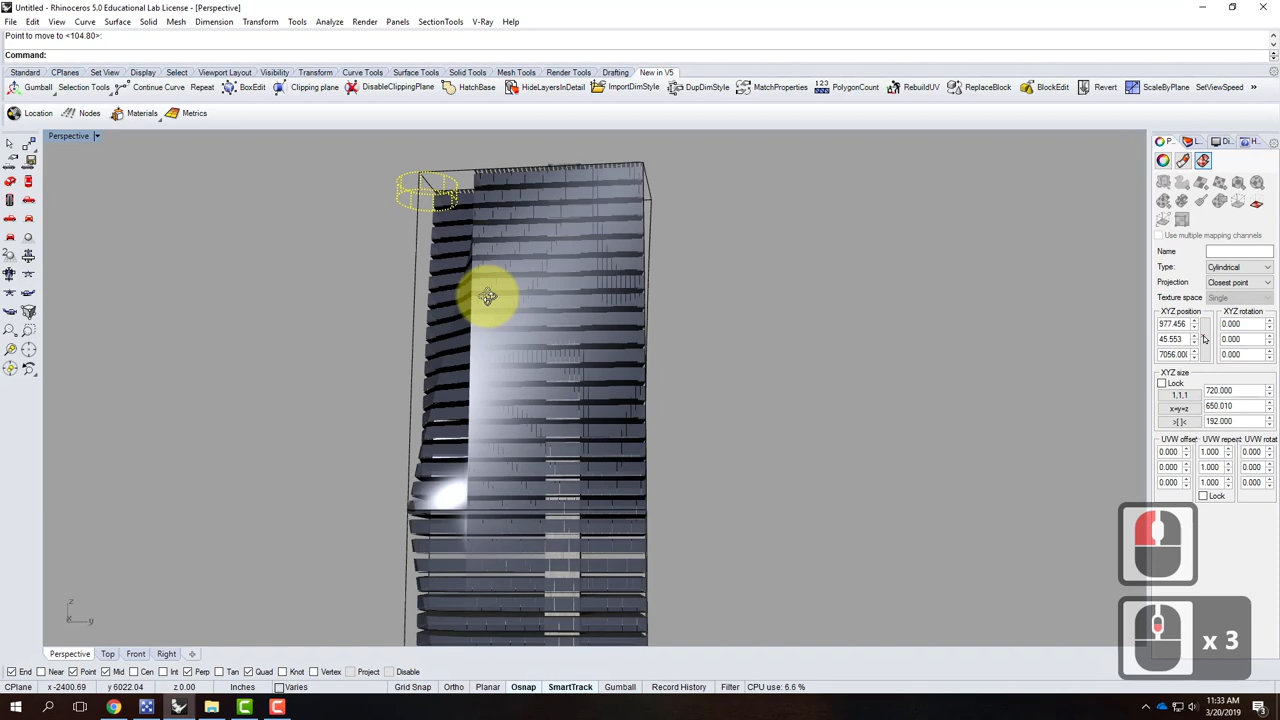 Untitled - Rhinoceros 5.0 Educational Lab License - [Perspective]
File Edit View Curve Surface Solid Mesh Dimension Transform Tools Analyze Render Panels SectionTools V-Ray Help
Point to move to <104.80>:
Command:
Standard CPlanes Set View Display Select Viewport Layout Visibility Transform Curve Tools Surface Tools Solid Tools Mesh Tools Render Tools Drafting New in V5
Gumball Selection Tools Continue Curve Repeat BoxEdit Clipping plane DisableClippingPlane HatchBase HideLayersInDetail ImportDimStyle DupDimStyle MatchProperties 123 PolygonCount RebuildUV ReplaceBlock BlockEdit Revert ScaleByPlane SetViewSpeed »
Location Nodes Materials Metrics
Perspective
P... L... Di... H...
Use multiple mapping channels
Name
Type: Cylindrical
Projection: Closest point
Texture space Single
XYZ position XYZ rotation
977.456 0.000
45.553 0.000
7056.000 0.000
XYZ size
Lock
1,1,1 720.000
x=y=z 650.010
>[ ]< 192.000
UVW offset UVW repeat UVW rotat
0.000 1.000 0.000
0.000 1.000 0.000
0.000 1.000 0.000
Lock
x 3
z
x y
Perspective Top Front Right
End Near Point Mid Cen Int Perp Tan Quad Knot Vertex Project Disable
CPlane x -2400.69 y 6022.04 z 0.00 Inches Varies Grid Snap Ortho Planar Osnap SmartTrack Gumball Record History Filter CPU use: 6.6 %
11:33 AM
3/20/2019